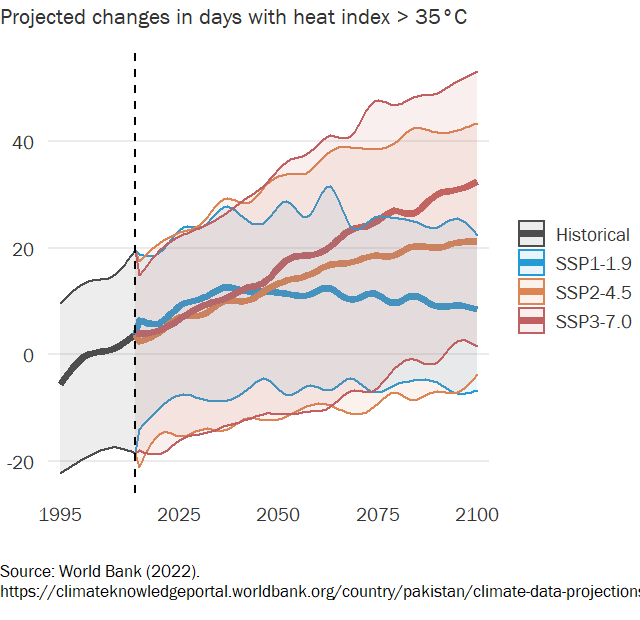 Projected changes in days with heat index > 35°C
40
20
0
-20
1995 2025 2050 2075 2100
Historical
SSP1-1.9
SSP2-4.5
SSP3-7.0
Source: World Bank (2022).
https://climateknowledgeportal.worldbank.org/country/pakistan/climate-data-projections